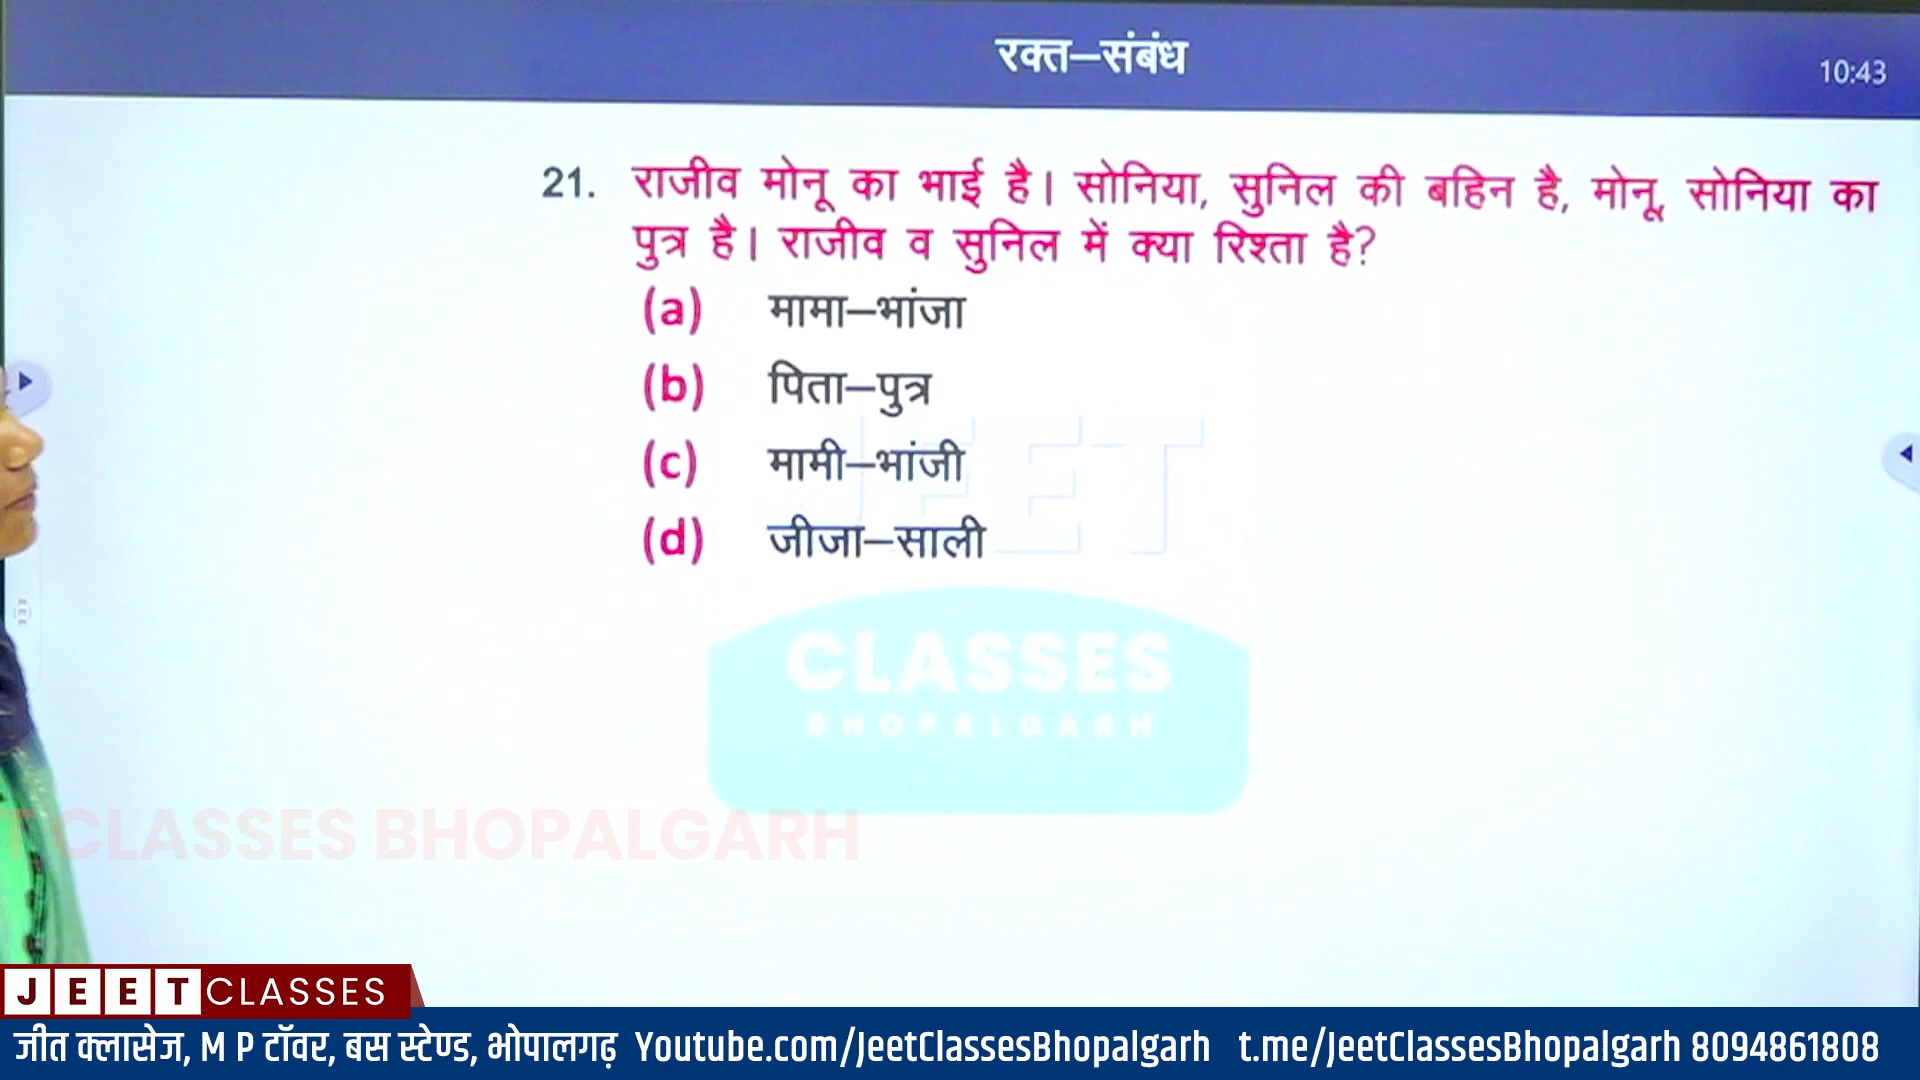 रक्त–संबंध
10:43
21. राजीव मोनू का भाई है। सोनिया, सुनिल की बहिन है, मोनू, सोनिया का
पुत्र है। राजीव व सुनिल में क्या रिश्ता है?
(a) मामा–भांजा
(b) पिता–पुत्र
(c) मामी–भांजी
(d) जीजा–साली
JEET
CLASSES
BHOPALGARH
T CLASSES BHOPALGARH
JEET CLASSES
जीत क्लासेज, M P टॉवर, बस स्टेण्ड, भोपालगढ़ Youtube.com/JeetClassesBhopalgarh t.me/JeetClassesBhopalgarh 8094861808